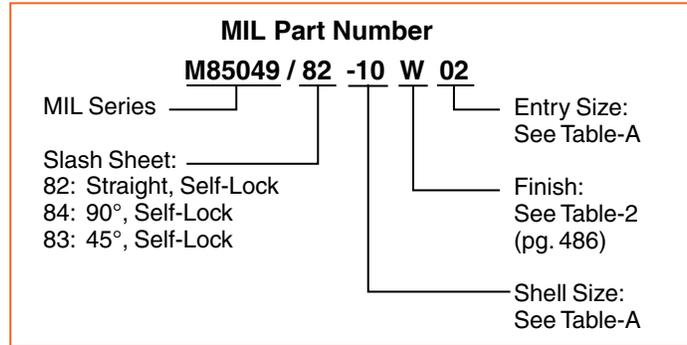 MIL Part Number
M85049 / 82 -10 W 02
MIL Series
Slash Sheet:
82: Straight, Self-Lock
84: 90°, Self-Lock
83: 45°, Self-Lock
Entry Size:
See Table-A
Finish:
See Table-2
(pg. 486)
Shell Size:
See Table-A